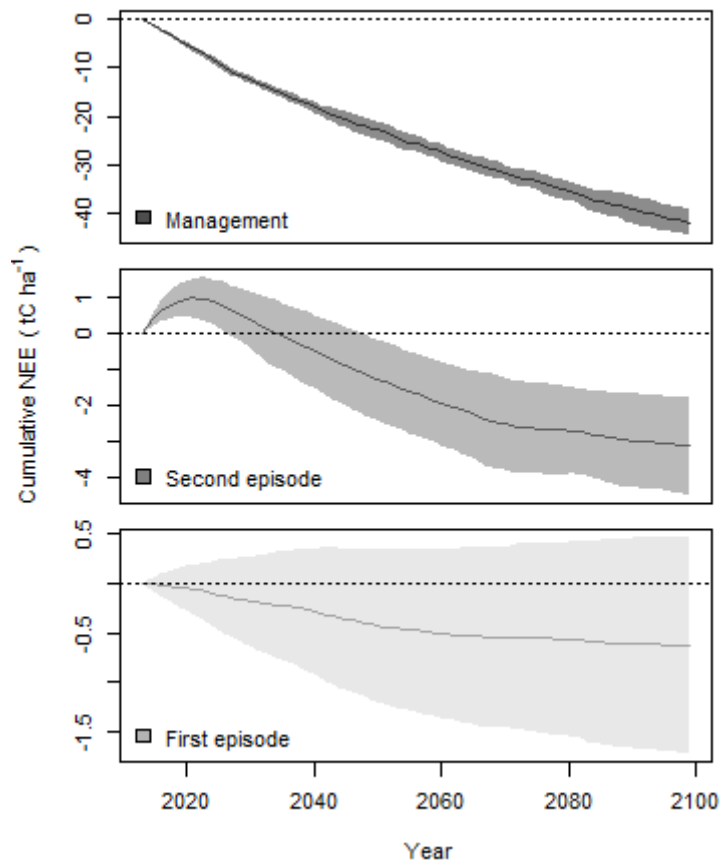 0
-10
-20
-30
-40
Management
1
0
-2
-4
Second episode
0.5
-0.5
-1.5
First episode
Cumulative NEE ( tC ha⁻¹ )
2020 2040 2060 2080 2100
Year